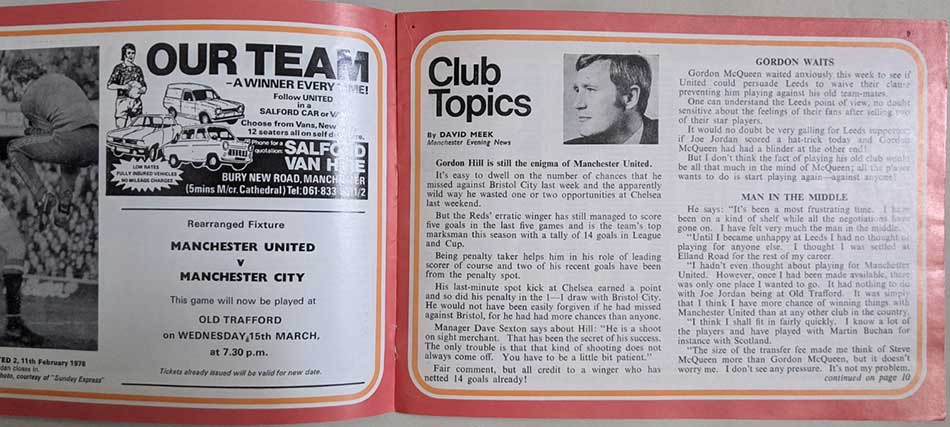 OUR TEAM
–A WINNER EVERY TIME!
Follow UNITED
in a
SALFORD CAR or VAN
Choose from Vans, New
12 seaters all on self drive.
Phone for a
quotation:
SALFORD
VAN HIRE
LOW RATES
FULLY INSURED VEHICLES
NO MILEAGE CHARGES
BURY NEW ROAD, MANCHESTER
(5mins M/cr. Cathedral) Tel: 061-833
Rearranged Fixture
MANCHESTER UNITED
v
MANCHESTER CITY
This game will now be played at
OLD TRAFFORD
on WEDNESDAY, 15th MARCH,
at 7.30 p.m.
Tickets already issued will be valid for new date.
TED 2, 11th February 1978
dan closes in.
hoto, courtesy of "Sunday Express"
9
Club
Topics
By DAVID MEEK
Manchester Evening News
Gordon Hill is still the enigma of Manchester United.
It's easy to dwell on the number of chances that he
missed against Bristol City last week and the apparently
wild way he wasted one or two opportunities at Chelsea
last weekend.
But the Reds' erratic winger has still managed to score
five goals in the last five games and is the team's top
marksman this season with a tally of 14 goals in League
and Cup.
Being penalty taker helps him in his role of leading
scorer of course and two of his recent goals have been
from the penalty spot.
His last-minute spot kick at Chelsea earned a point
and so did his penalty in the 1—1 draw with Bristol City.
He would not have been easily forgiven if he had missed
against Bristol, for he had had more chances than anyone.
Manager Dave Sexton says about Hill: "He is a shoot
on sight merchant. That has been the secret of his success.
The only trouble is that that kind of shooting does not
always come off. You have to be a little bit patient."
Fair comment, but all credit to a winger who has
netted 14 goals already!
GORDON WAITS
Gordon McQueen waited anxiously this week to see if
United could persuade Leeds to waive their clause
preventing him playing against his old team-mates.
One can understand the Leeds point of view, no doubt
sensitive about the feelings of their fans after selling two
of their star players.
It would no doubt be very galling for Leeds supporters
if Joe Jordan scored a hat-trick today and Gordon
McQueen had had a blinder at the other end!
But I don't think the fact of playing his old club would
be all that much in the mind of McQueen; all the player
wants to do is start playing again—against anyone!
MAN IN THE MIDDLE
He says: "It's been a most frustrating time. I have
been on a kind of shelf while all the negotiations have
gone on. I have felt very much the man in the middle.
"Until I became unhappy at Leeds I had no thought of
playing for anyone else. I thought I was settled at
Elland Road for the rest of my career.
"I hadn't even thought about playing for Manchester
United. However, once I had been made available, there
was only one place I wanted to go. It had nothing to do
with Joe Jordan being at Old Trafford. It was simply
that I think I have more chance of winning things with
Manchester United than at any other club in the country.
"I think I shall fit in fairly quickly. I know a lot of
the players and have played with Martin Buchan for
instance with Scotland.
"The size of the transfer fee made me think of Steve
McQueen more than Gordon McQueen, but it doesn't
worry me. I don't see any pressure. It's not my problem.
continued on page 10